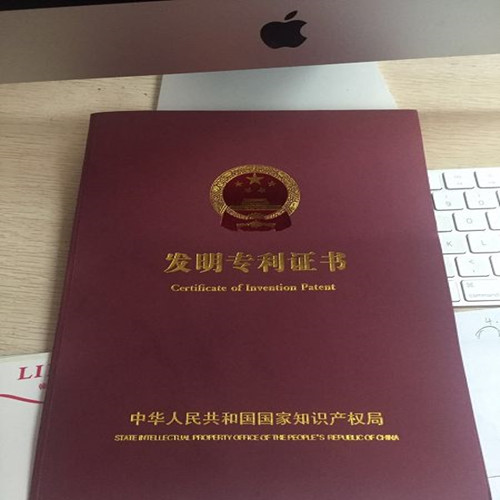 发明专利证书
Certificate of Invention Patent
LI
中华人民共和国国家知识产权局
STATE INTELLECTUAL PROPERTY OFFICE OF THE PEOPLE'S REPUBLIC OF CHINA